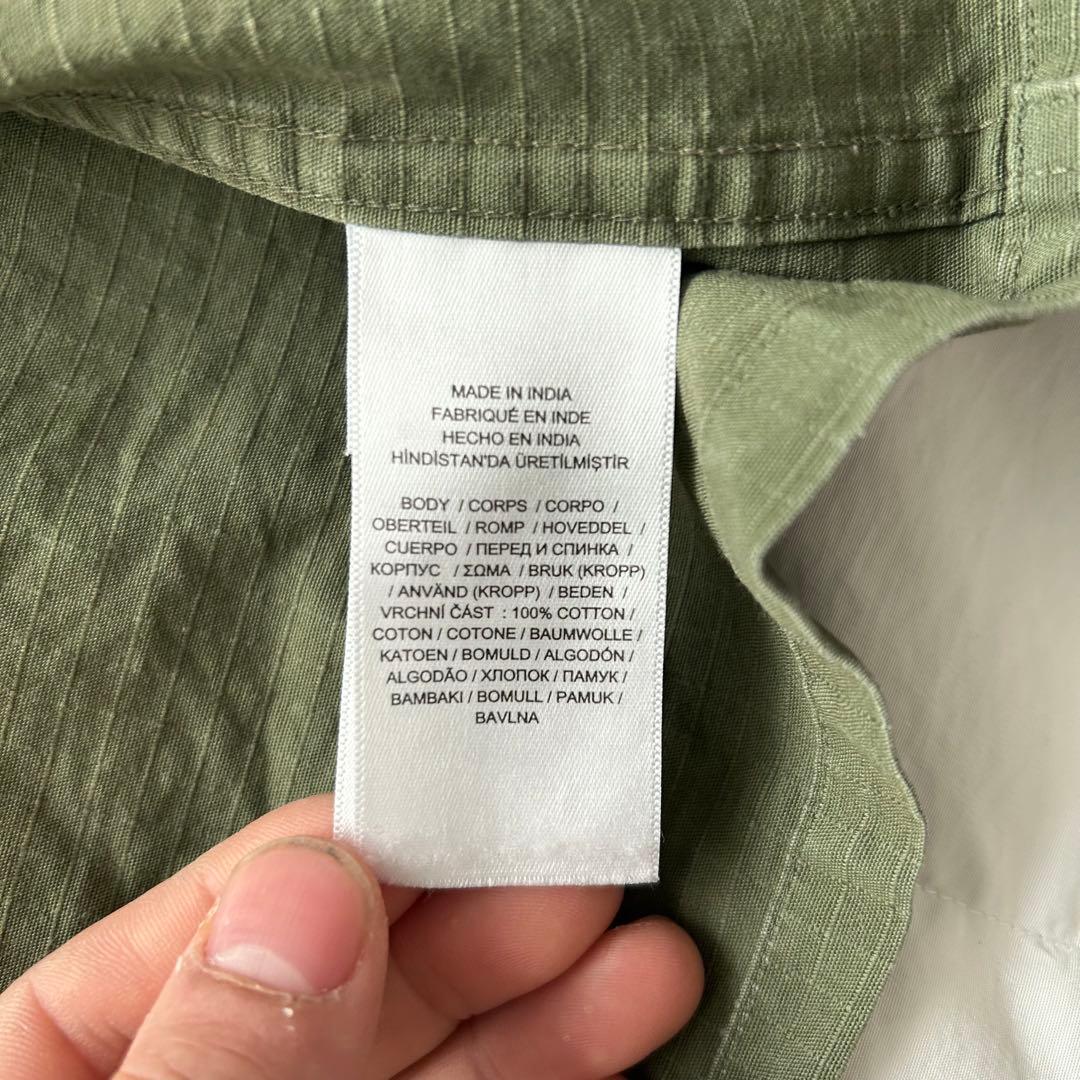 MADE IN INDIA
FABRIQUÉ EN INDE
HECHO EN INDIA
HİNDİSTAN'DA ÜRETİLMİŞTİR
BODY / CORPS / CORPO /
OBERTEIL / ROMP / HOVEDDEL /
CUERPO / ПЕРЕД И СПИНКА /
КОРПУС / ΣΩΜΑ / BRUK (KROPP)
/ ANVÄND (KROPP) / BEDEN /
VRCHNÍ ČÁST : 100% COTTON /
COTON / COTONE / BAUMWOLLE /
KATOEN / BOMULD / ALGODÓN /
ALGODÃO / ХЛОПОК / ПАМУК /
BAMBAKI / BOMULL / PAMUK /
BAVLNA